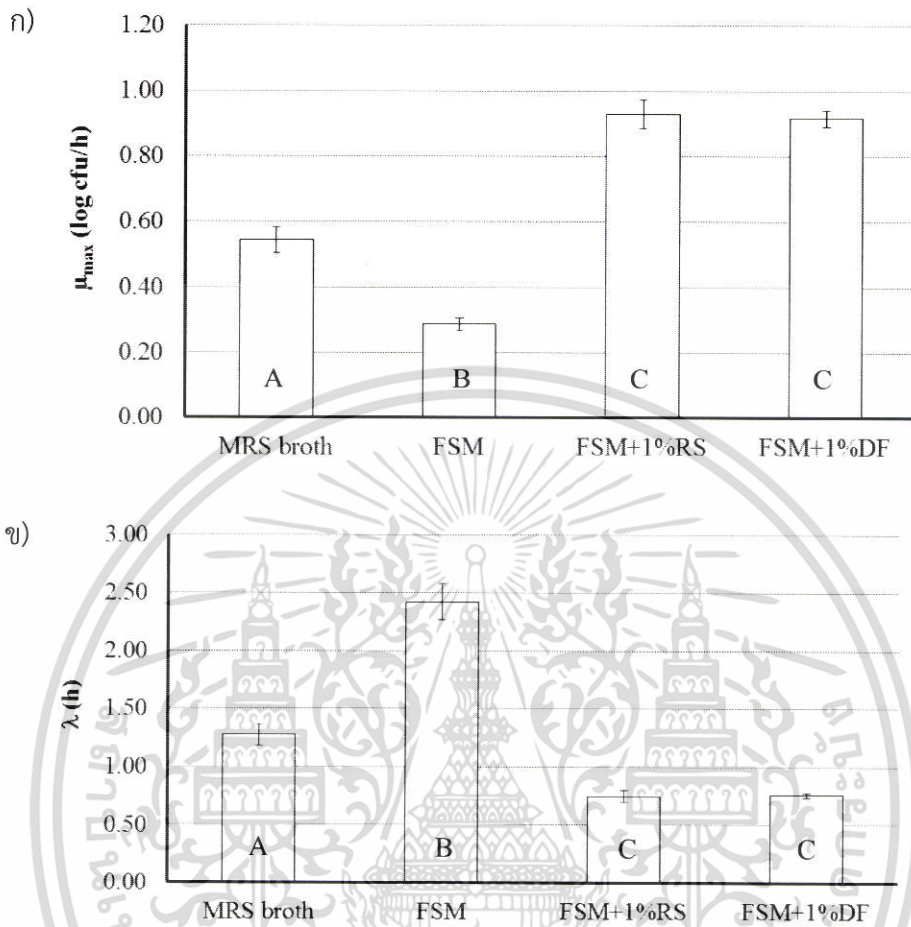 ก)
1.20
1.00
0.80
0.60
0.40
0.20
0.00
μmax (log cfu/h)
A
B
C
C
MRS broth
FSM
FSM+1%RS
FSM+1%DF
ข)
3.00
2.50
2.00
1.50
1.00
0.50
0.00
λ (h)
A
B
C
C
MRS broth
FSM
FSM+1%RS
FSM+1%DF